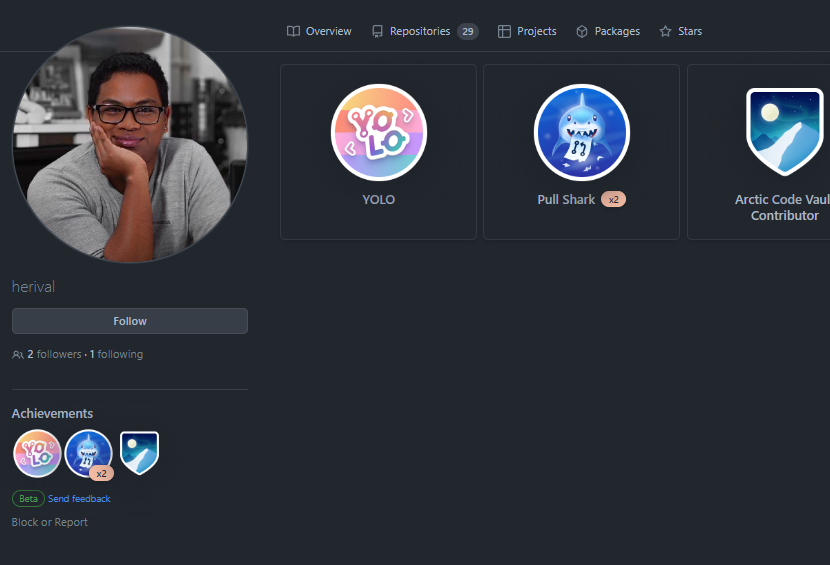 Overview
Repositories 29
Projects
Packages
Stars
YO
LO
YOLO
Pull Shark x2
Arctic Code Vaul
Contributor
herival
Follow
2 followers · 1 following
Achievements
YO
LO
x2
Beta Send feedback
Block or Report